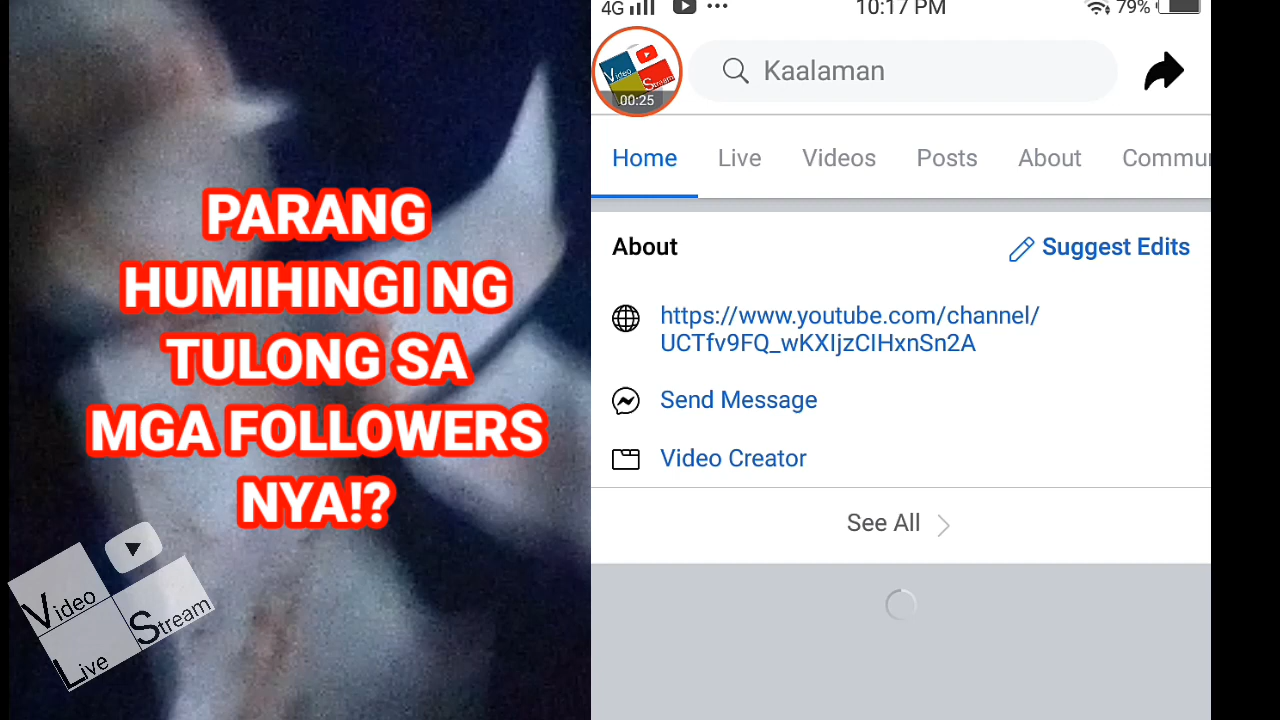 PARANG
HUMIHINGI NG
TULONG SA
MGA FOLLOWERS
NYA!?
Video
Stream
Live
4G
10:17 PM
79%
Video
Stream
00:25
Kaalaman
Home
Live
Videos
Posts
About
Commu
About
Suggest Edits
https://www.youtube.com/channel/
UCTfv9FQ_wKXIjzCIHxnSn2A
Send Message
Video Creator
See All